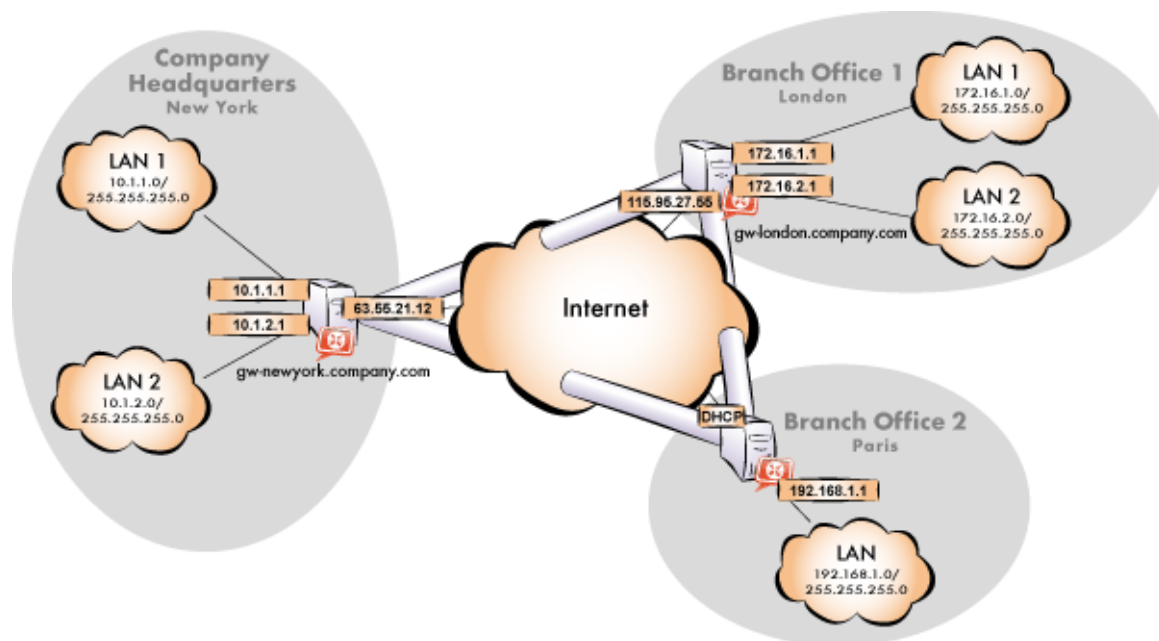 Company
Headquarters
New York
LAN 1
10.1.1.0/
255.255.255.0
10.1.1.1
10.1.2.1
63.55.21.12
gw-newyork.company.com
LAN 2
10.1.2.0/
255.255.255.0
Internet
Branch Office 1
London
LAN 1
172.16.1.0/
255.255.255.0
172.16.1.1
172.16.2.1
115.95.27.55
gw-london.company.com
LAN 2
172.16.2.0/
255.255.255.0
DHCP
Branch Office 2
Paris
192.168.1.1
LAN
192.168.1.0/
255.255.255.0